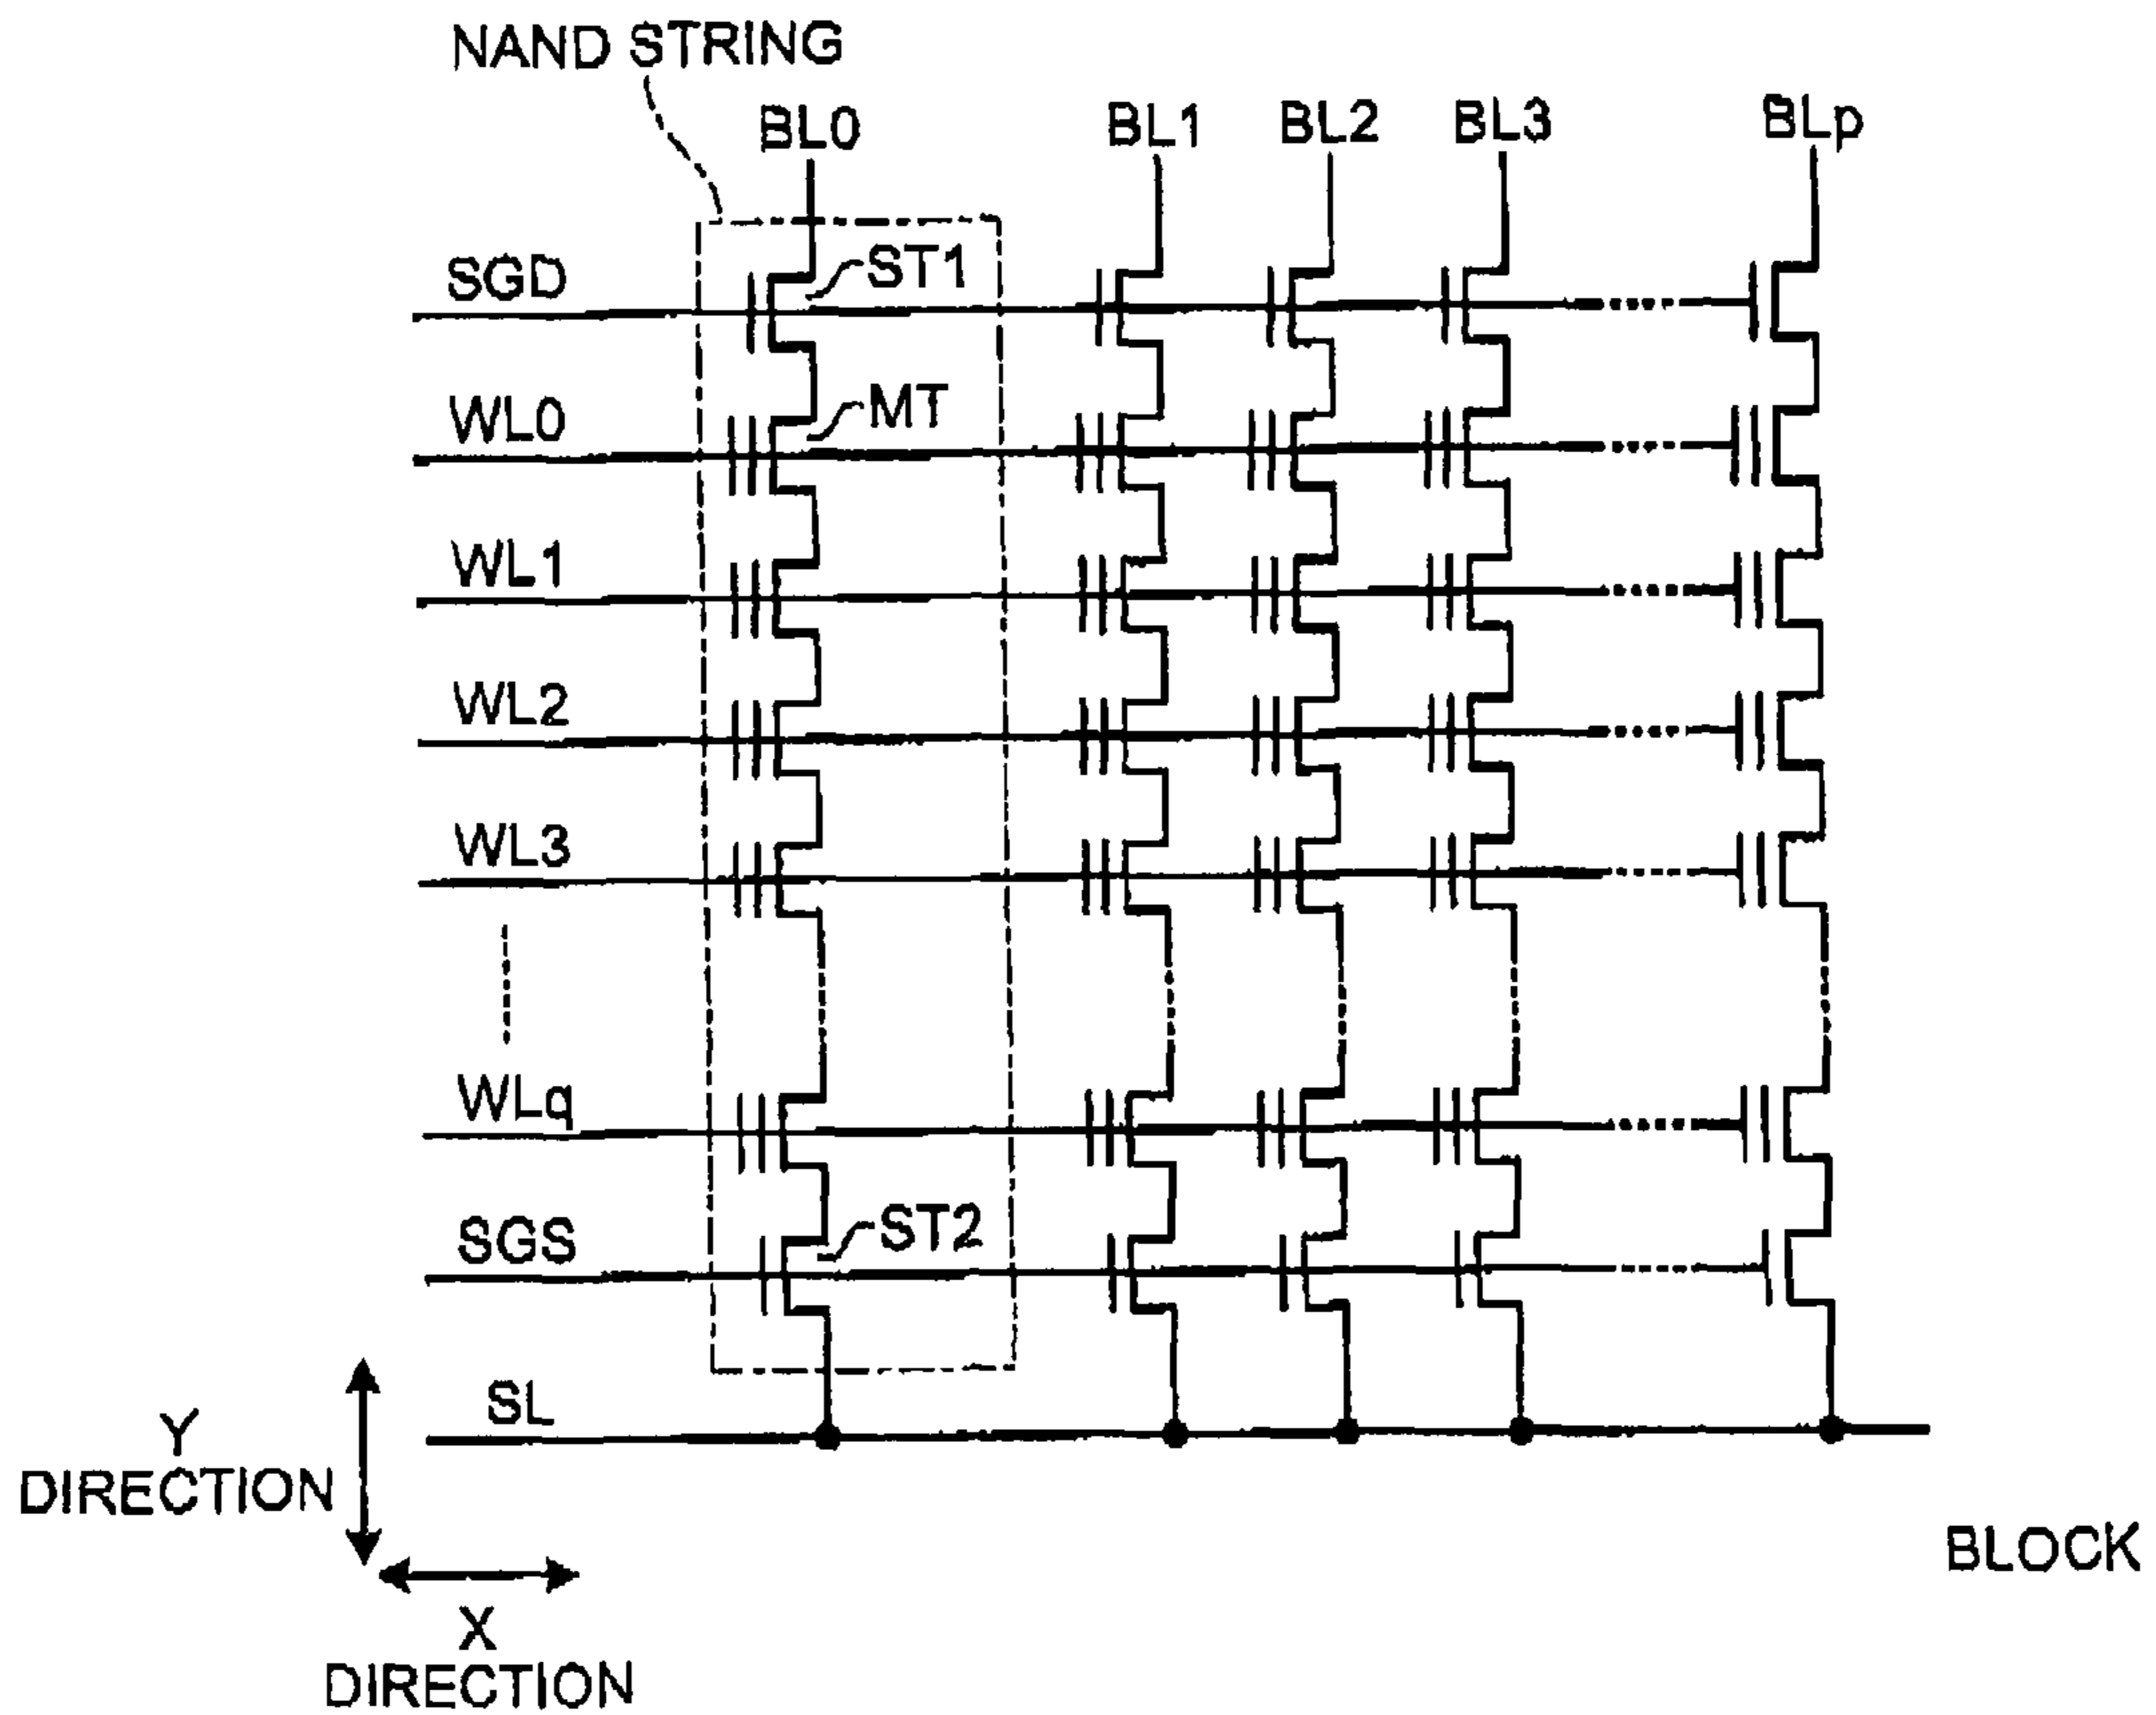 NAND STRING
BL0 BL1 BL2 BL3 BLp
SGD ST1
WL0 MT
WL1
WL2
WL3
WLq
SGS ST2
SL
Y
DIRECTION
X
DIRECTION
BLOCK